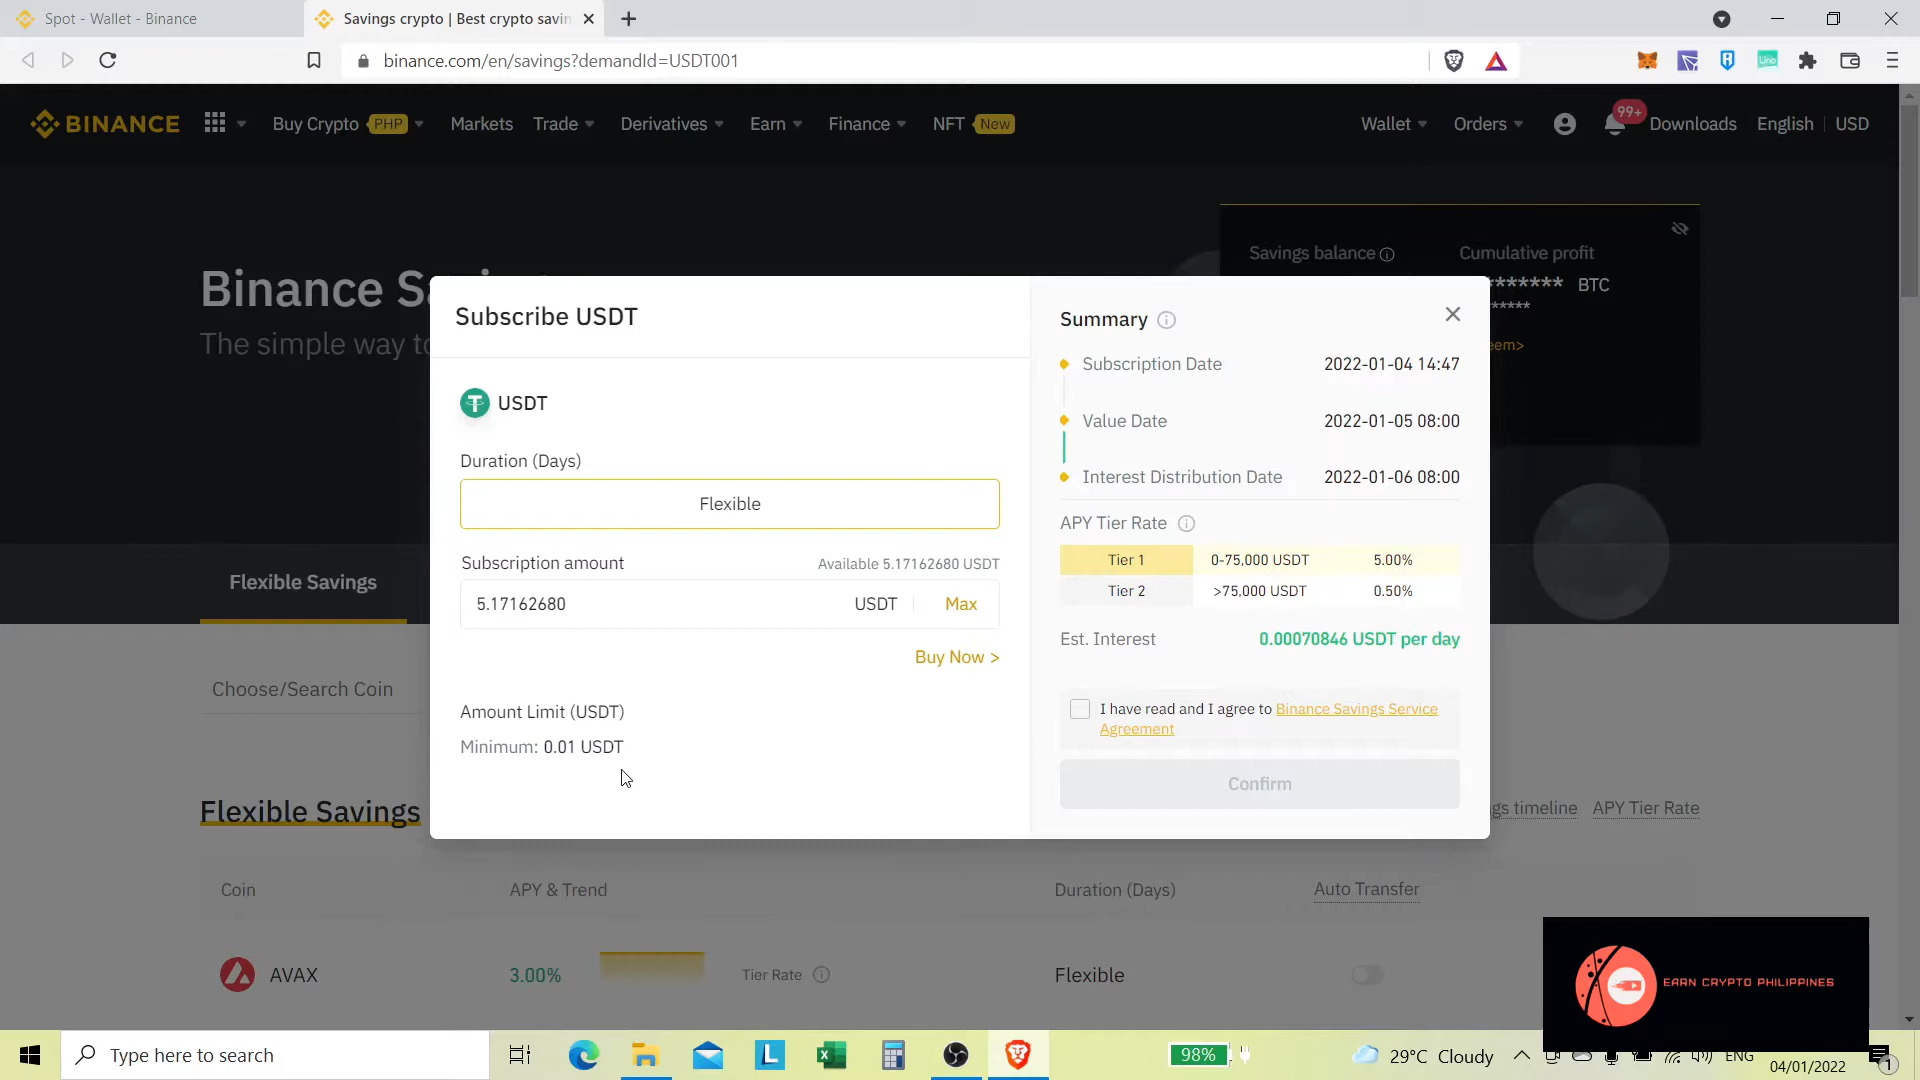 Spot - Wallet - Binance
Savings crypto | Best crypto savin
binance.com/en/savings?demandId=USDT001
Uno
BINANCE
Buy Crypto PHP
Markets
Trade
Derivatives
Earn
Finance
NFT New
Wallet
Orders
99+
Downloads
English
USD
Savings balance
Cumulative profit
******* BTC
Binance S
The simple way to
Subscribe USDT
USDT
Duration (Days)
Flexible
Subscription amount
Available 5.17162680 USDT
5.17162680 USDT Max
Buy Now >
Amount Limit (USDT)
Minimum: 0.01 USDT
Summary
Subscription Date 2022-01-04 14:47
Value Date 2022-01-05 08:00
Interest Distribution Date 2022-01-06 08:00
APY Tier Rate
Tier 1 0-75,000 USDT 5.00%
Tier 2 >75,000 USDT 0.50%
Est. Interest 0.00070846 USDT per day
I have read and I agree to Binance Savings Service
Agreement
Confirm
Flexible Savings
Choose/Search Coin
Flexible Savings
timeline
APY Tier Rate
Coin
APY & Trend
Duration (Days)
Auto Transfer
AVAX
3.00%
Tier Rate
Flexible
EARN CRYPTO PHILIPPINES
Type here to search
L
98%
29°C Cloudy
ENG
04/01/2022
1